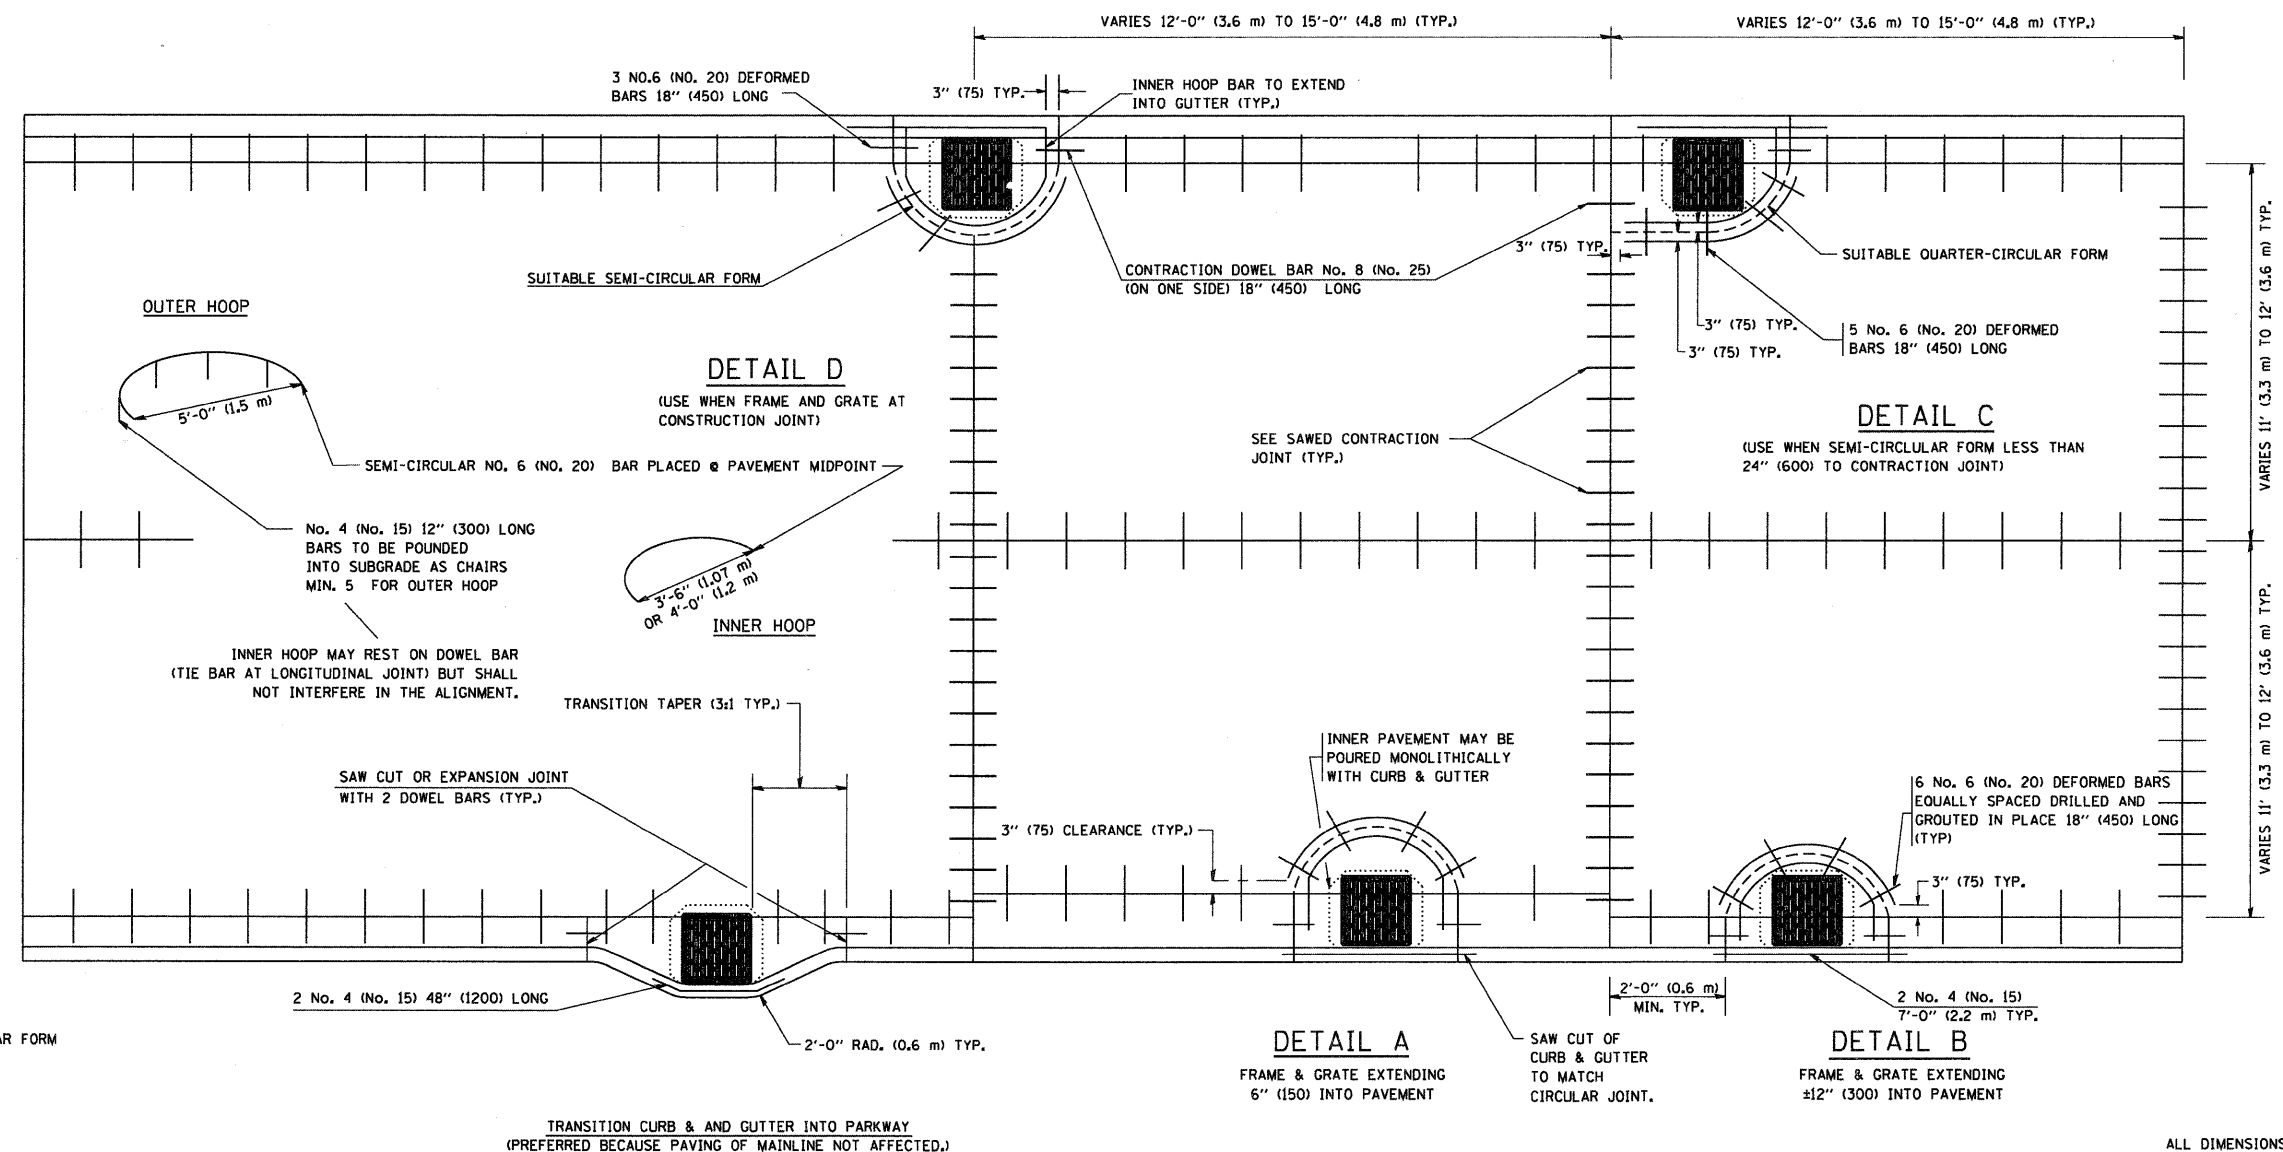 VARIES 12'-0" (3.6 m) TO 15'-0" (4.8 m) (TYP.)
VARIES 12'-0" (3.6 m) TO 15'-0" (4.8 m) (TYP.)
3 NO.6 (NO. 20) DEFORMED
BARS 18" (450) LONG
3" (75) TYP.
INNER HOOP BAR TO EXTEND
INTO GUTTER (TYP.)
SUITABLE SEMI-CIRCULAR FORM
CONTRACTION DOWEL BAR No. 8 (No. 25)
(ON ONE SIDE) 18" (450) LONG
3" (75) TYP.
SUITABLE QUARTER-CIRCULAR FORM
3" (75) TYP.
3" (75) TYP.
5 No. 6 (No. 20) DEFORMED
BARS 18" (450) LONG
VARIES 11' (3.3 m) TO 12' (3.6 m) TYP.
OUTER HOOP
5'-0" (1.5 m)
DETAIL D
(USE WHEN FRAME AND GRATE AT
CONSTRUCTION JOINT)
SEMI-CIRCULAR NO. 6 (NO. 20) BAR PLACED @ PAVEMENT MIDPOINT
SEE SAWED CONTRACTION
JOINT (TYP.)
DETAIL C
(USE WHEN SEMI-CIRCLULAR FORM LESS THAN
24" (600) TO CONTRACTION JOINT)
No. 4 (No. 15) 12" (300) LONG
BARS TO BE POUNDED
INTO SUBGRADE AS CHAIRS
MIN. 5 FOR OUTER HOOP
3'-6" (1.07 m)
OR 4'-0" (1.2 m)
INNER HOOP
INNER HOOP MAY REST ON DOWEL BAR
(TIE BAR AT LONGITUDINAL JOINT) BUT SHALL
NOT INTERFERE IN THE ALIGNMENT.
VARIES 11' (3.3 m) TO 12' (3.6 m) TYP.
TRANSITION TAPER (3:1 TYP.)
SAW CUT OR EXPANSION JOINT
WITH 2 DOWEL BARS (TYP.)
INNER PAVEMENT MAY BE
POURED MONOLITHICALLY
WITH CURB & GUTTER
3" (75) CLEARANCE (TYP.)
6 No. 6 (No. 20) DEFORMED BARS
EQUALLY SPACED DRILLED AND
GROUTED IN PLACE 18" (450) LONG
(TYP)
3" (75) TYP.
2 No. 4 (No. 15) 48" (1200) LONG
2'-0" RAD. (0.6 m) TYP.
2'-0" (0.6 m)
MIN. TYP.
2 No. 4 (No. 15)
7'-0" (2.2 m) TYP.
AR FORM
DETAIL A
FRAME & GRATE EXTENDING
6" (150) INTO PAVEMENT
SAW CUT OF
CURB & GUTTER
TO MATCH
CIRCULAR JOINT.
DETAIL B
FRAME & GRATE EXTENDING
±12" (300) INTO PAVEMENT
TRANSITION CURB & AND GUTTER INTO PARKWAY
(PREFERRED BECAUSE PAVING OF MAINLINE NOT AFFECTED.)
ALL DIMENSIONS